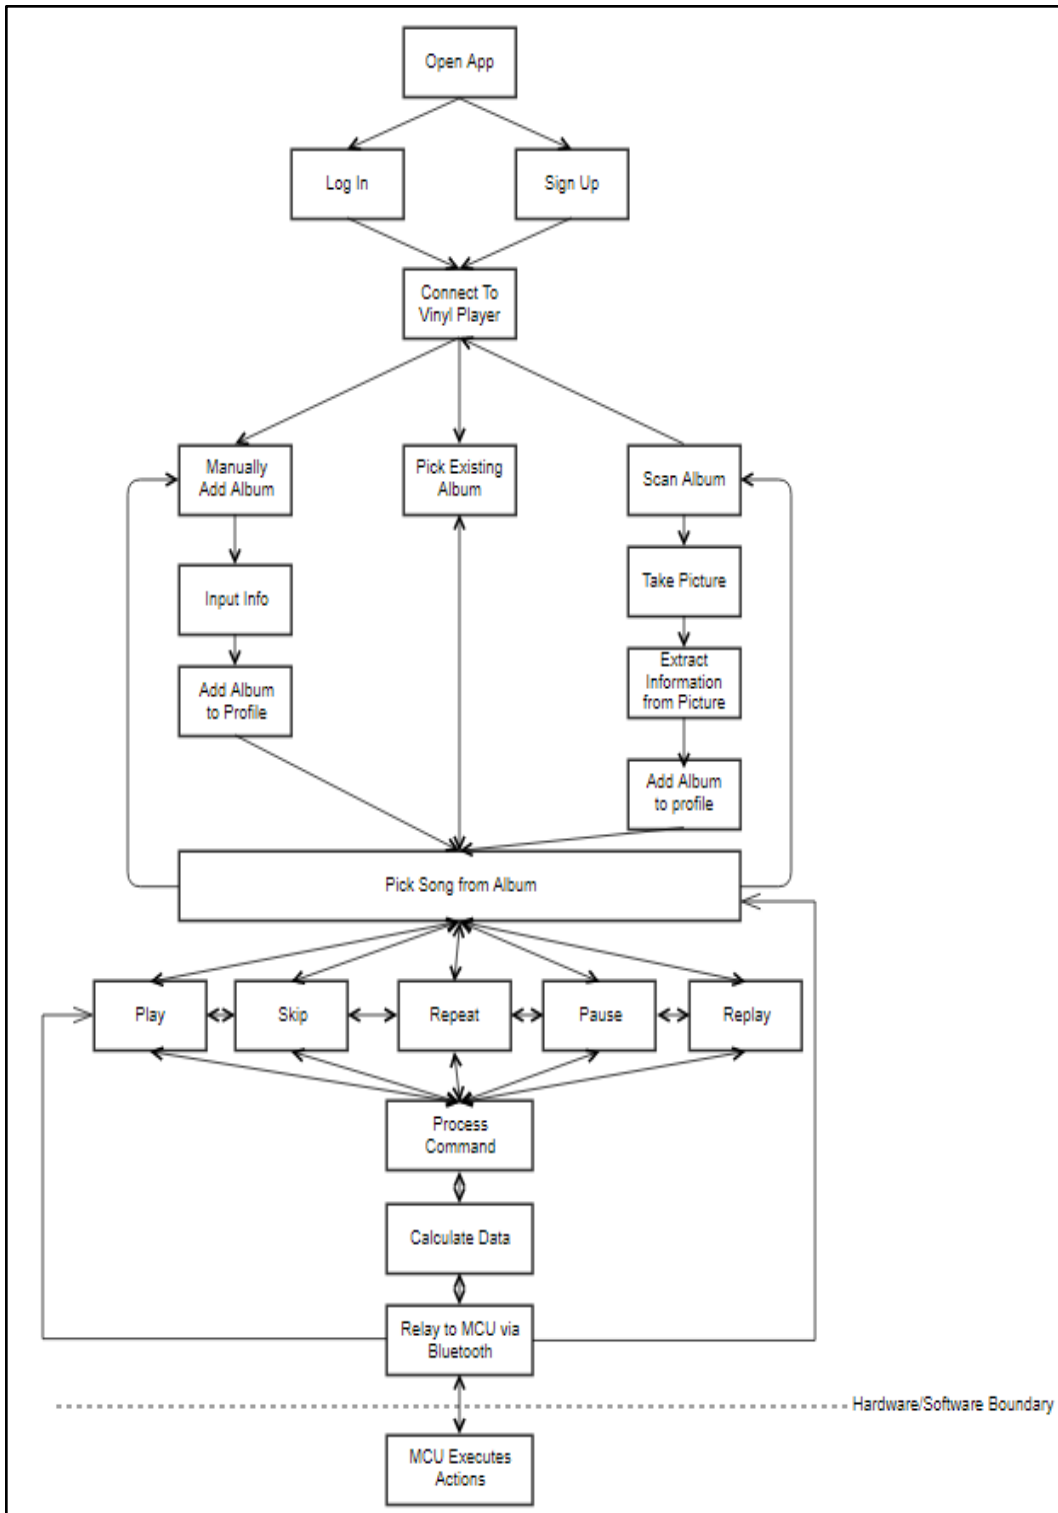 Open App
Log In
Sign Up
Connect To
Vinyl Player
Manually
Add Album
Pick Existing
Album
Scan Album
Input Info
Take Picture
Add Album
to Profile
Extract
Information
from Picture
Add Album
to profile
Pick Song from Album
Play
Skip
Repeat
Pause
Replay
Process
Command
Calculate Data
Relay to MCU via
Bluetooth
Hardware/Software Boundary
MCU Executes
Actions